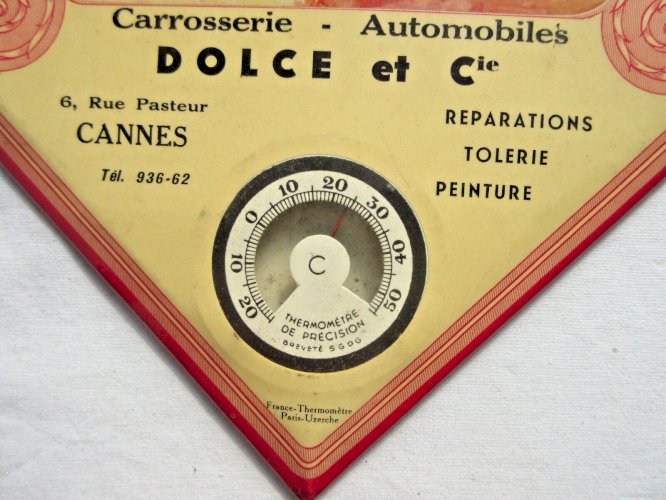 Carrosserie - Automobiles
DOLCE et Cie
6, Rue Pasteur
CANNES
Tél. 936-62
REPARATIONS
TOLERIE
PEINTURE
20 10 0 10 20 30 40 50
C
THERMOMÈTRE
DE PRÉCISION
BREVETÉ S.G.D.G
France-Thermomètre
Paris-Uzerche